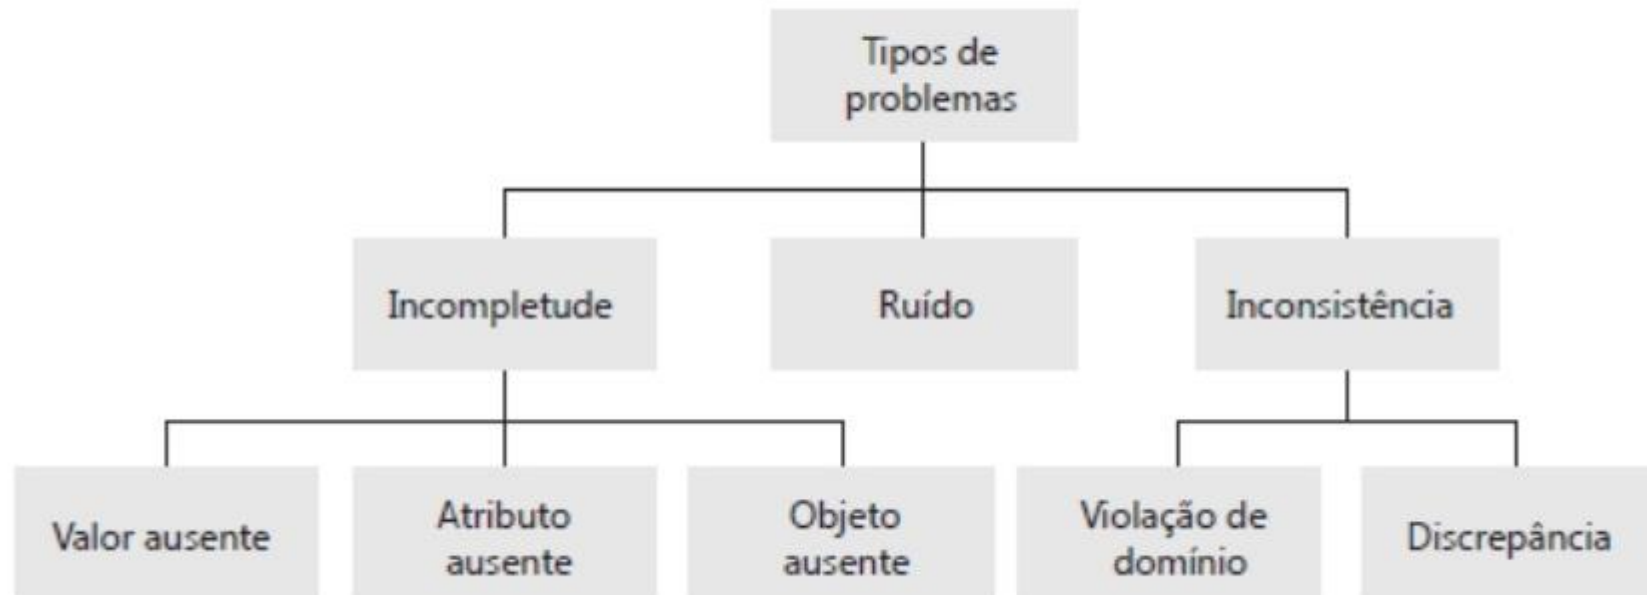 Tipos de
problemas
Incompletude
Ruído
Inconsistência
Valor ausente
Atributo
ausente
Objeto
ausente
Violação de
domínio
Discrepância